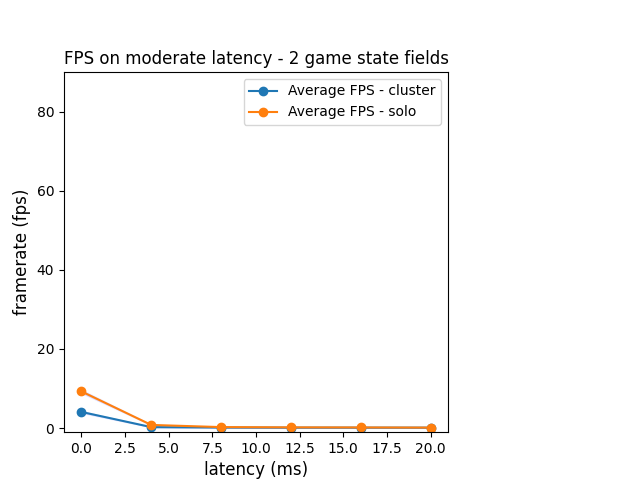 FPS on moderate latency - 2 game state fields
Average FPS - cluster
Average FPS - solo
framerate (fps)
80
60
40
20
0
0.0 2.5 5.0 7.5 10.0 12.5 15.0 17.5 20.0
latency (ms)